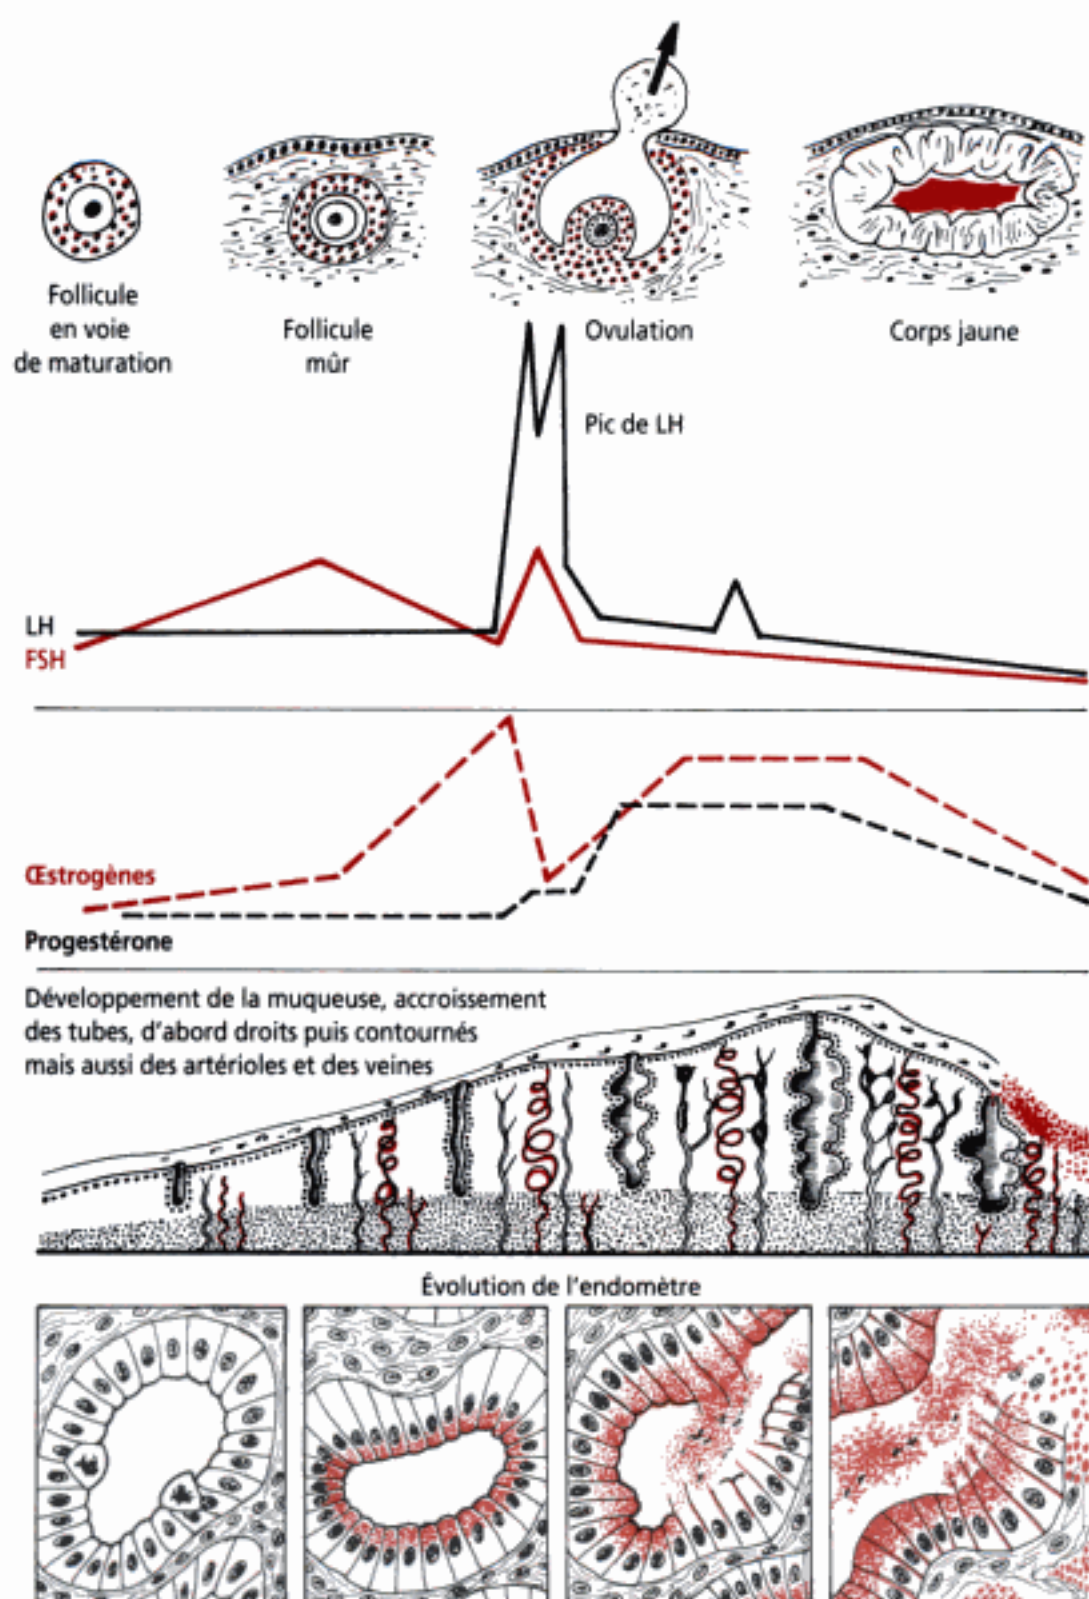 Follicule
en voie
de maturation
Follicule
mûr
Ovulation
Corps jaune
Pic de LH
LH
FSH
Œstrogènes
Progestérone
Développement de la muqueuse, accroissement
des tubes, d'abord droits puis contournés
mais aussi des artérioles et des veines
Évolution de l'endomètre